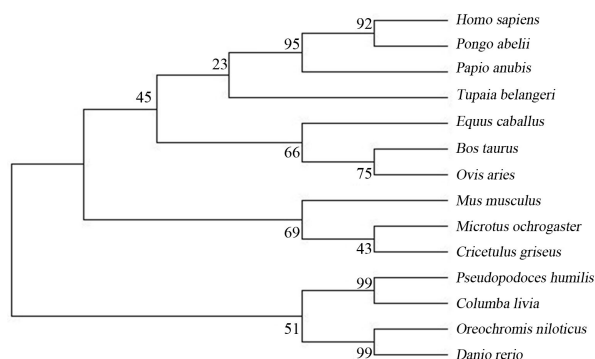 92
Homo sapiens
95
Pongo abelii
23
Papio anubis
45
Tupaia belangeri
Equus caballus
66
Bos taurus
75
Ovis aries
Mus musculus
69
Microtus ochrogaster
43
Cricetulus griseus
99
Pseudopodoces humilis
Columba livia
51
Oreochromis niloticus
99
Danio rerio